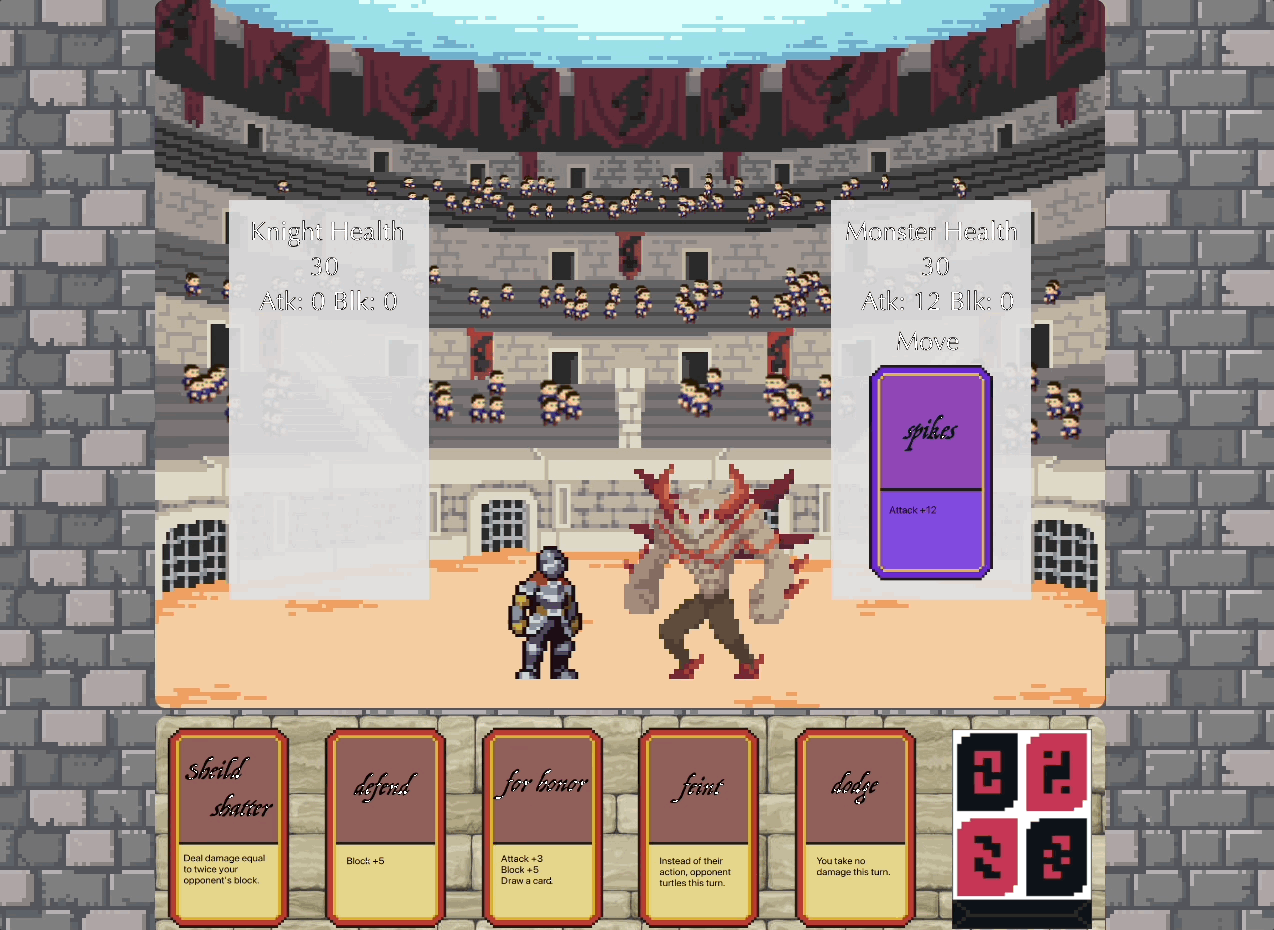 Knight Health
30
Atk: 0 Blk: 0
Monster Health
30
Atk: 12 Blk: 0
Move
spikes
Attack +12
Sheild
shatter
Deal damage equal
to twice your
opponent's block.
defend
Block +5
for honor
Attack +3
Block +5
Draw a card.
feint
Instead of their
action, opponent
turtles this turn.
dodge
You take no
damage this turn.